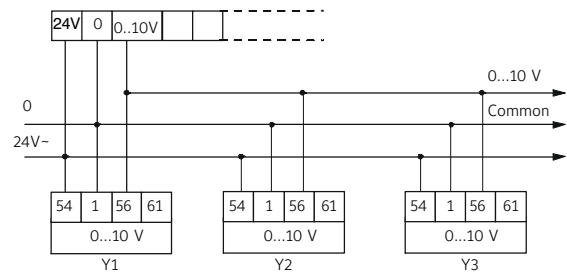 24V 0 0..10V
0...10 V
0 Common
24V~
54 1 56 61 54 1 56 61 54 1 56 61
0...10 V 0...10 V 0...10 V
Y1 Y2 Y3